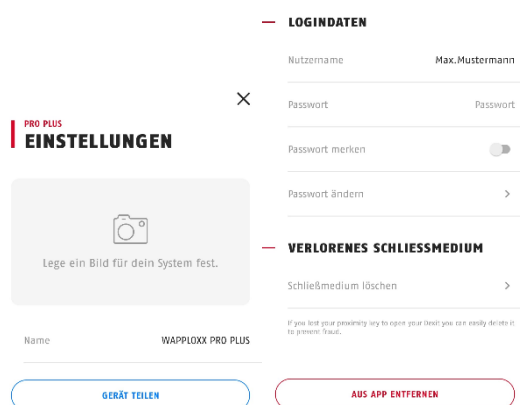 PRO PLUS
EINSTELLUNGEN
Lege ein Bild für dein System fest.
Name WAPPLOXX PRO PLUS
GERÄT TEILEN
LOGINDATEN
Nutzername Max.Mustermann
Passwort Passwort
Passwort merken
Passwort ändern
VERLORENES SCHLIESSMEDIUM
Schließmedium löschen
If you lost your proximity key to open your Uxxit you can easily delete it
to prevent fraud.
AUS APP ENTFERNEN